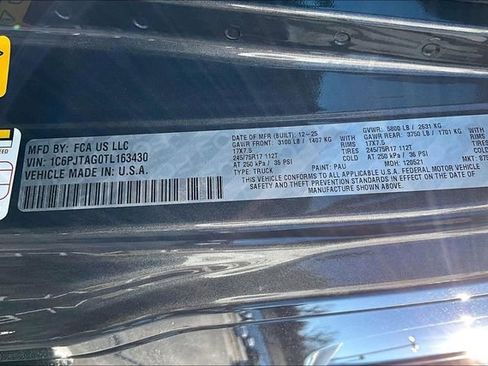 MFD BY: FCA US LLC
VIN: 1C6PJTAG0TL163430
VEHICLE MADE IN: U.S.A.
DATE OF MFR (BUILT): 12-25
GAWR FRONT: 3100 LB / 1407 KG WITH
17X7.5 RIMS
245/75R17 112T TIRES
AT 250 kPa / 36 PSI COLD
TYPE: TRUCK
PAINT: PAU
GVWR: 5800 LB / 2631 KG
GAWR REAR: 3750 LB / 1701 KG WITH
17X7.5 RIMS
245/75R17 112T TIRES
AT 250 kPa / 36 PSI COLD
MDH: 120521
MKT:
THIS VEHICLE CONFORMS TO ALL APPLICABLE U.S.A. FEDERAL MOTOR VEHICLE
SAFETY AND THEFT PREVENTION STANDARDS IN EFFECT ON THE DATE OF
MANUFACTURE SHOWN ABOVE